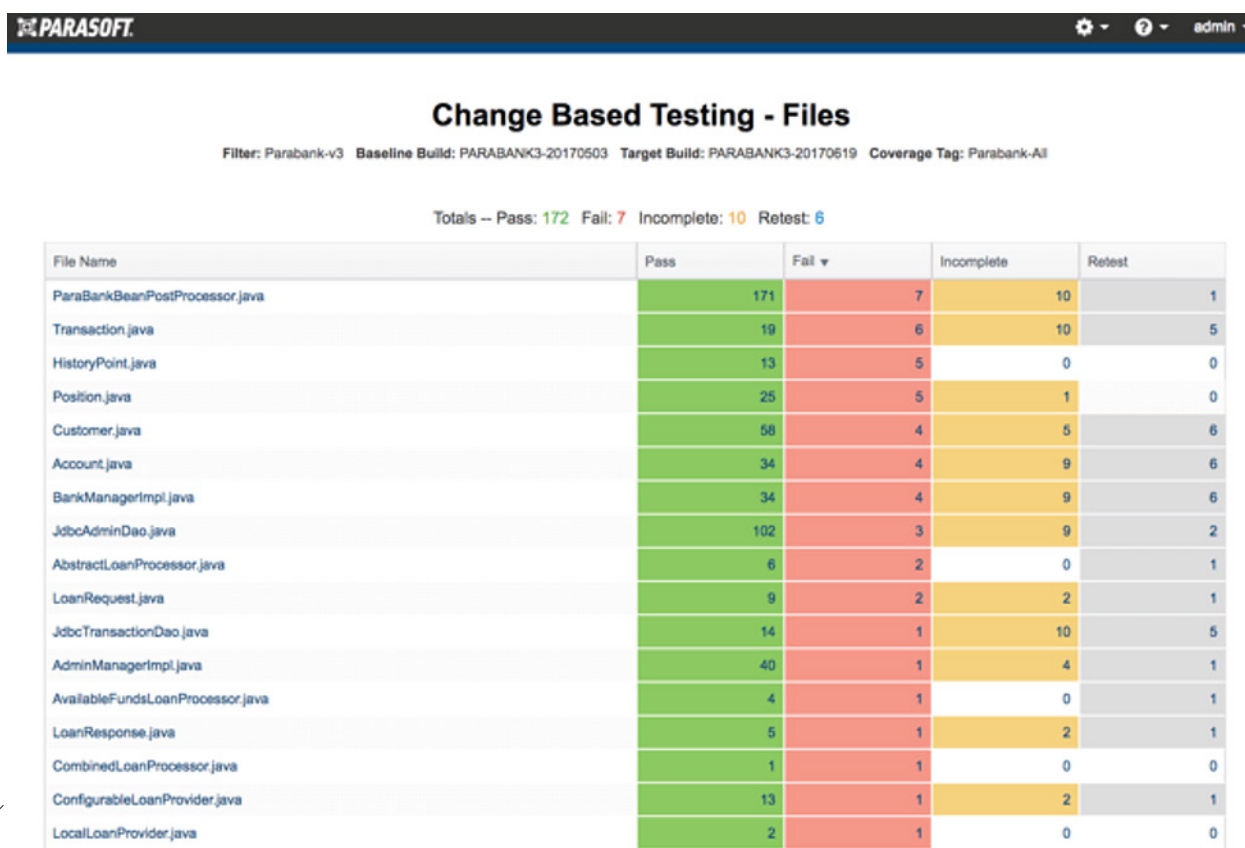 PARASOFT.
admin
Change Based Testing - Files
Filter: Parabank-v3 Baseline Build: PARABANK3-20170503 Target Build: PARABANK3-20170619 Coverage Tag: Parabank-All
Totals -- Pass: 172 Fail: 7 Incomplete: 10 Retest: 6
File Name Pass Fail Incomplete Retest
ParaBankBeanPostProcessor.java 171 7 10 1
Transaction.java 19 6 10 5
HistoryPoint.java 13 5 0 0
Position.java 25 5 1 0
Customer.java 58 4 5 6
Account.java 34 4 9 6
BankManagerImpl.java 34 4 9 6
JdbcAdminDao.java 102 3 9 2
AbstractLoanProcessor.java 6 2 0 1
LoanRequest.java 9 2 2 1
JdbcTransactionDao.java 14 1 10 5
AdminManagerImpl.java 40 1 4 1
AvailableFundsLoanProcessor.java 4 1 0 1
LoanResponse.java 5 1 2 1
CombinedLoanProcessor.java 1 1 0 0
ConfigurableLoanProvider.java 13 1 2 1
LocalLoanProvider.java 2 1 0 0